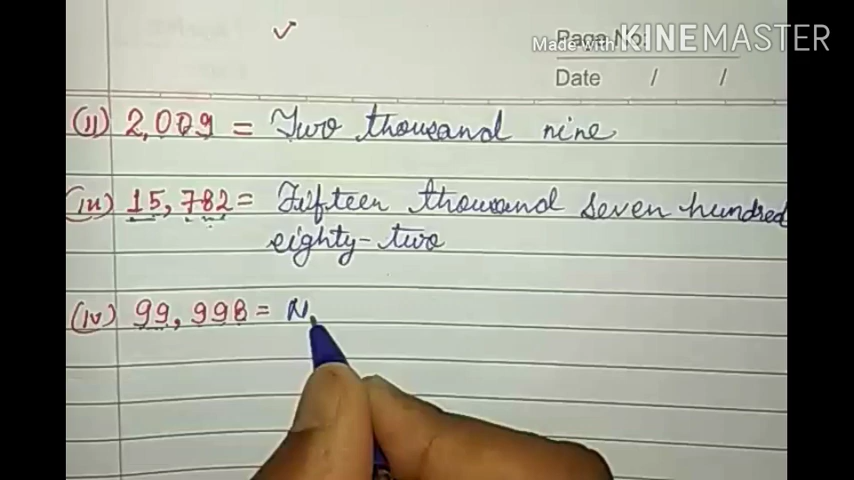 Made with KINEMASTER
Page No:
Date / /
(ii) 2,009 = Two thousand nine
(iii) 15,782 = Fifteen thousand seven hundred
eighty-two
(iv) 99,998 = N